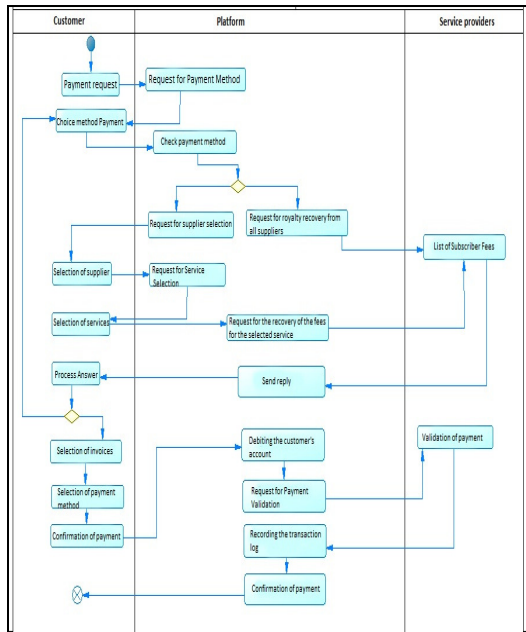 Customer
Platform
Service providers
Payment request
Request for Payment Method
Choice method Payment
Check payment method
Request for supplier selection
Request for royalty recovery from
all suppliers
List of Subscriber Fees
Selection of supplier
Request for Service
Selection
Selection of services
Request for the recovery of the fees
for the selected service
Process Answer
Send reply
Selection of invoices
Debiting the customer's
account
Validation of payment
Selection of payment
method
Request for Payment
Validation
Confirmation of payment
Recording the transaction
log
Confirmation of payment